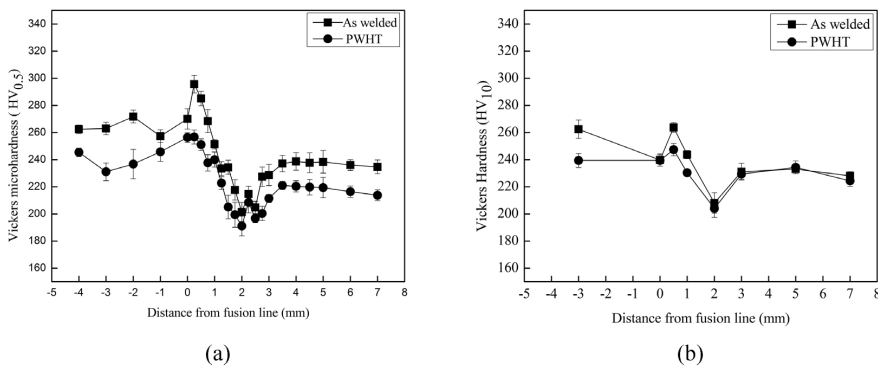 As welded
PWHT
340
320
300
280
260
240
220
200
180
160
-5 -4 -3 -2 -1 0 1 2 3 4 5 6 7 8
Vickers microhardness ( HV0.5)
Distance from fusion line (mm)
(a)
As welded
PWHT
340
320
300
280
260
240
220
200
180
160
-5 -4 -3 -2 -1 0 1 2 3 4 5 6 7 8
Vickers Hardness (HV10)
Distance from fusion line (mm)
(b)